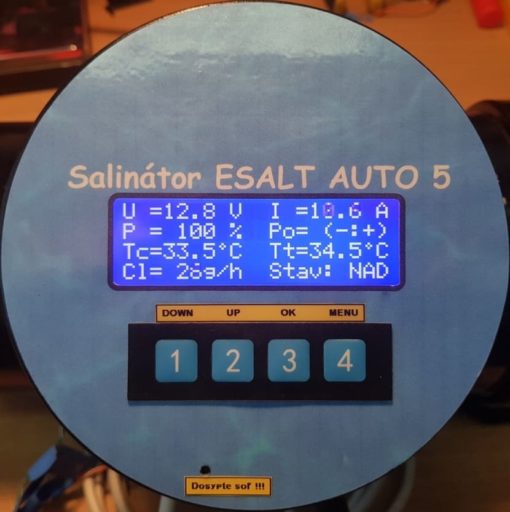 Salinátor ESALT AUTO 5
U =12.8 V I =10.6 A
P = 100 % Po= (-:+)
Tc=33.5°C Tt=34.5°C
Cl= 26g/h Stav: NAD
DOWN UP OK MENU
1 2 3 4
Dosypte soľ !!!